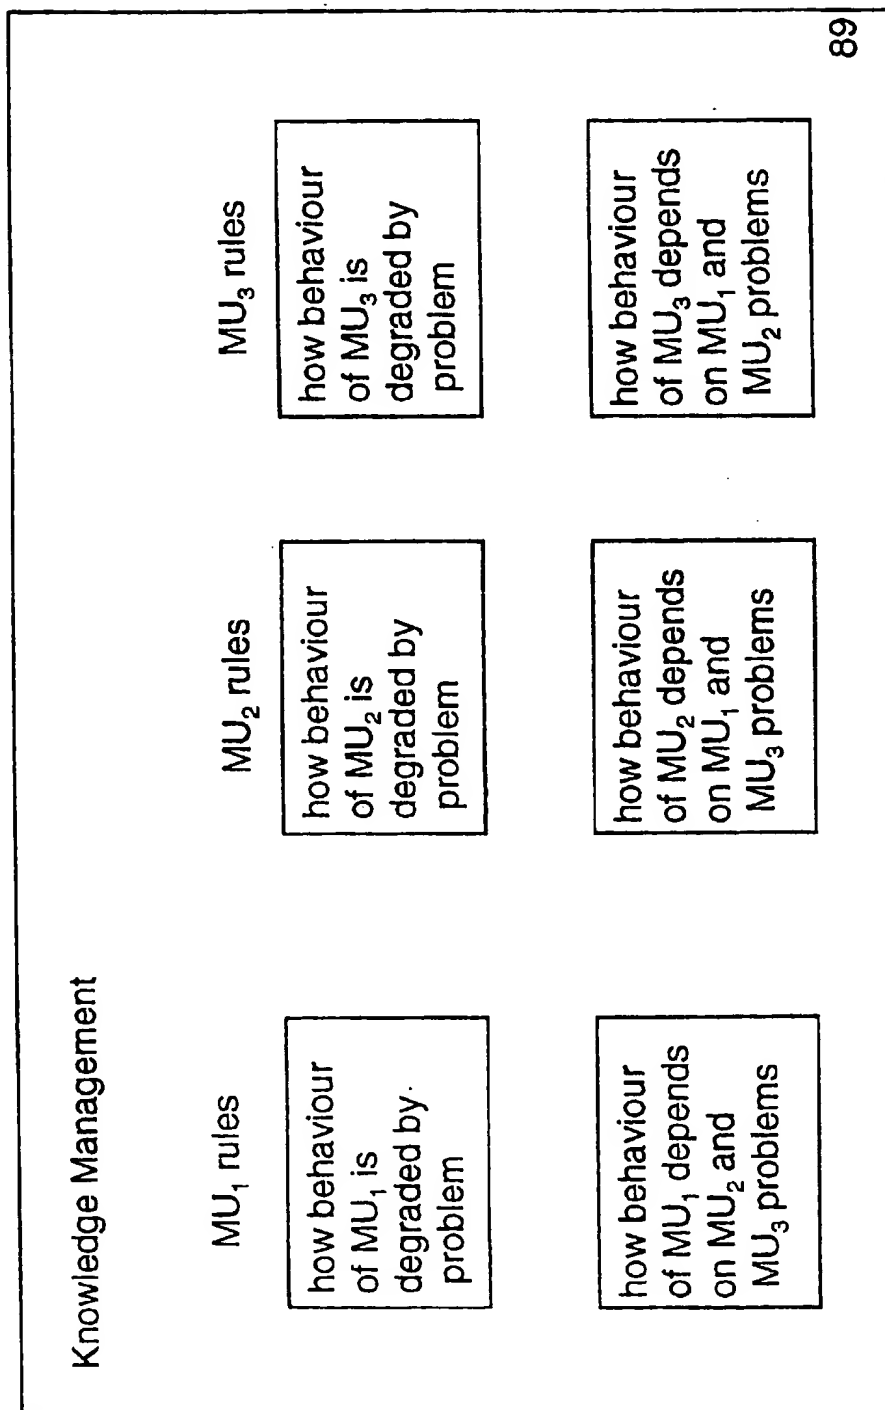 Knowledge Management
MU₁ rules
how behaviour
of MU₁ is
degraded by
problem
how behaviour
of MU₁ depends
on MU₂ and
MU₃ problems
MU₂ rules
how behaviour
of MU₂ is
degraded by
problem
how behaviour
of MU₂ depends
on MU₁ and
MU₃ problems
MU₃ rules
how behaviour
of MU₃ is
degraded by
problem
how behaviour
of MU₃ depends
on MU₁ and
MU₂ problems
89